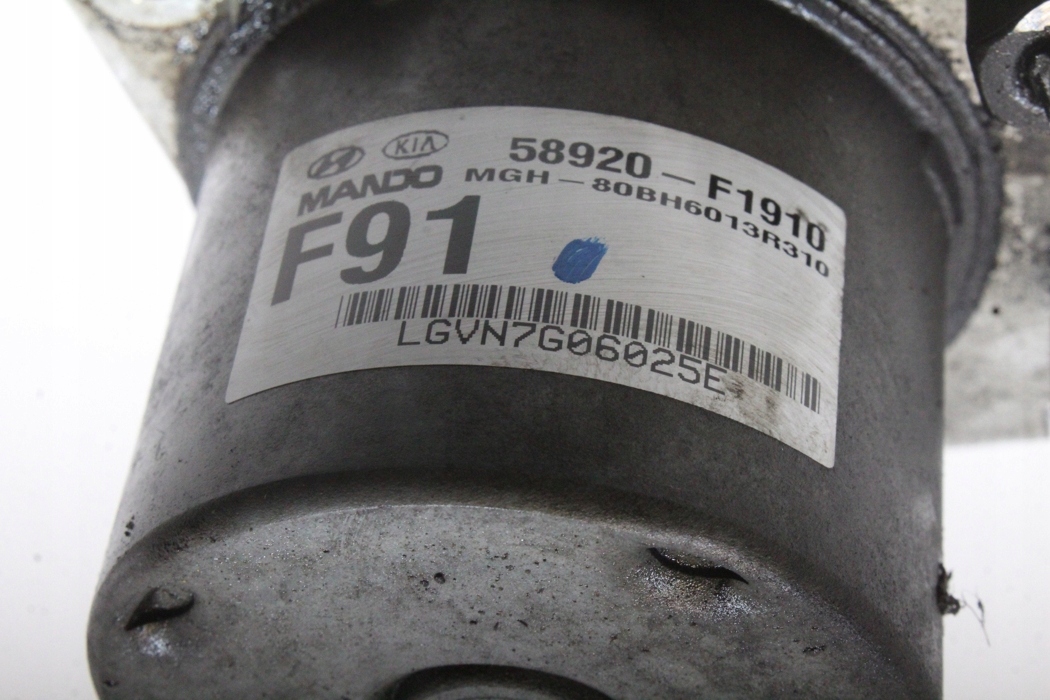 KIA
58920-F1910
MANDO
MGH-80BH6013R310
F91
LGVN7G06025E